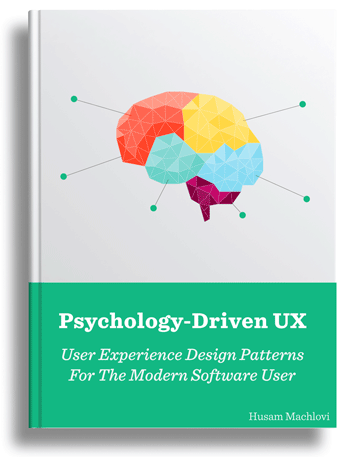 Psychology-Driven UX
User Experience Design Patterns
For The Modern Software User
Husam Machlovi